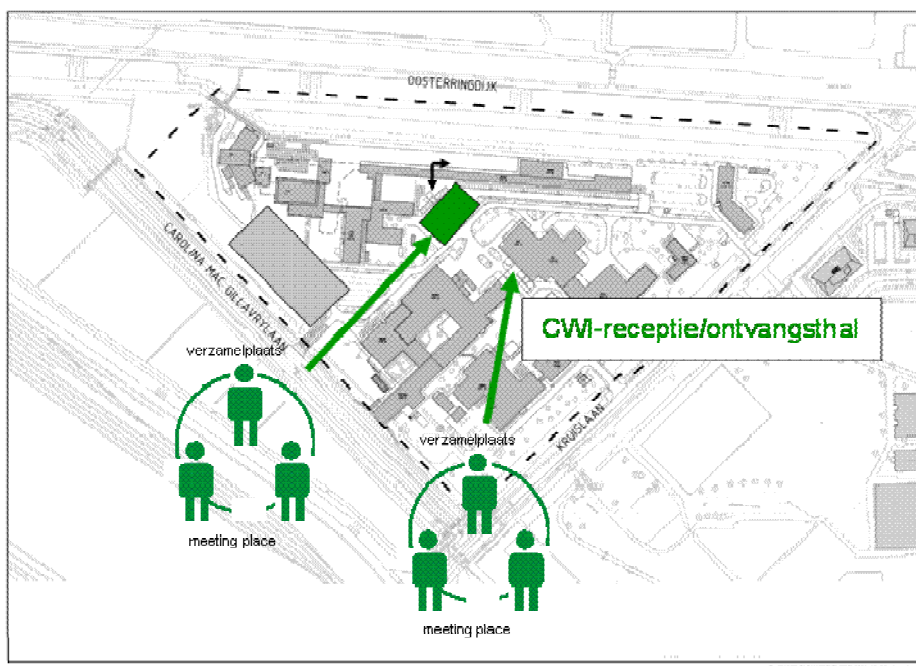 OOSTERRINGDIJK
CAROLINA MAC GILLAVRYLAAN
CWI-receptie/ontvangsthal
verzamelplaats
KRUISLAAN
verzamelplaats
meeting place
meeting place